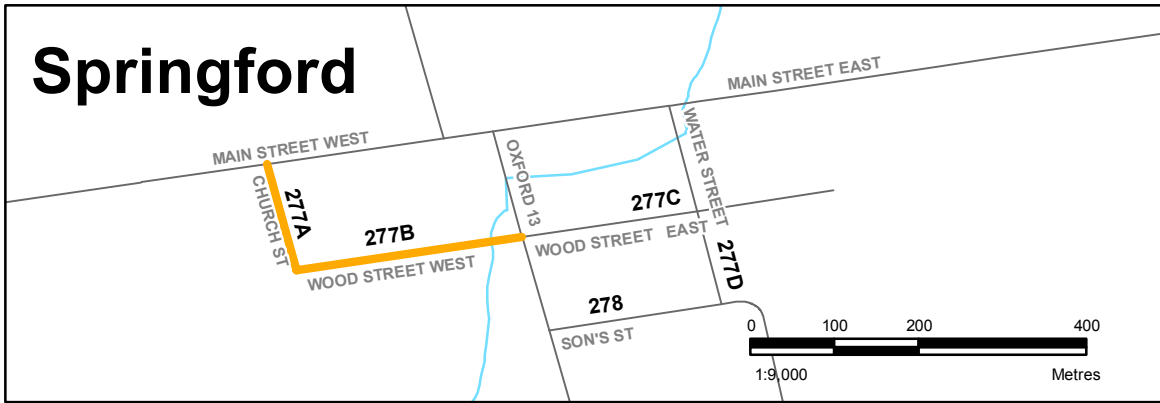 Springford
MAIN STREET EAST
MAIN STREET WEST
WATER STREET
OXFORD 13
CHURCH ST
277A
277B
277C
WOOD STREET WEST
WOOD STREET EAST
277D
278
SON'S ST
0 100 200 400
1:9,000 Metres